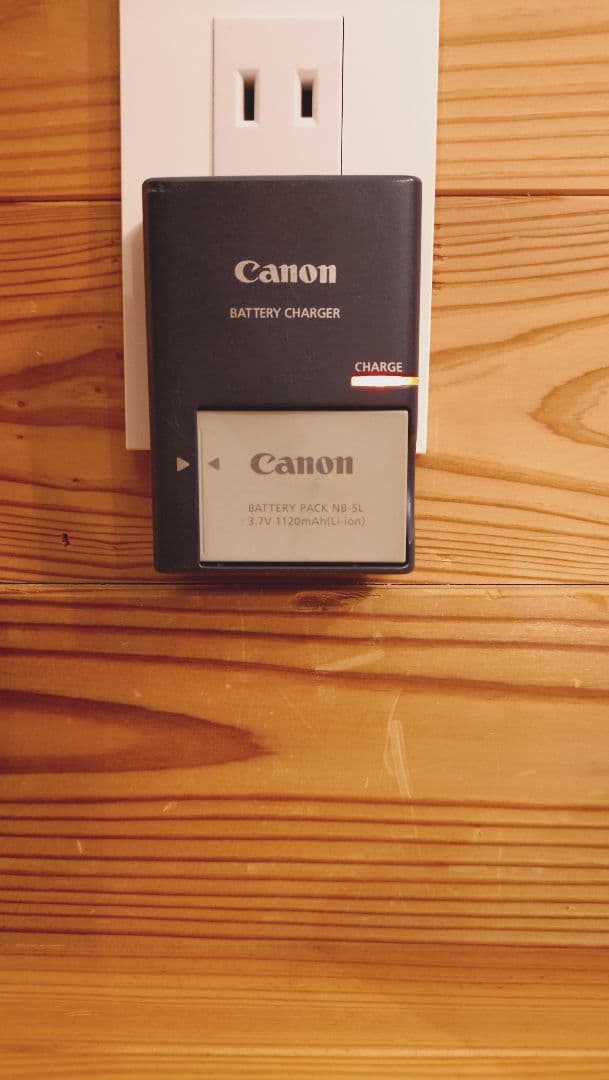 Canon
BATTERY CHARGER
CHARGE
Canon
BATTERY PACK NB-5L
3.7V 1120mAh(Li-ion)